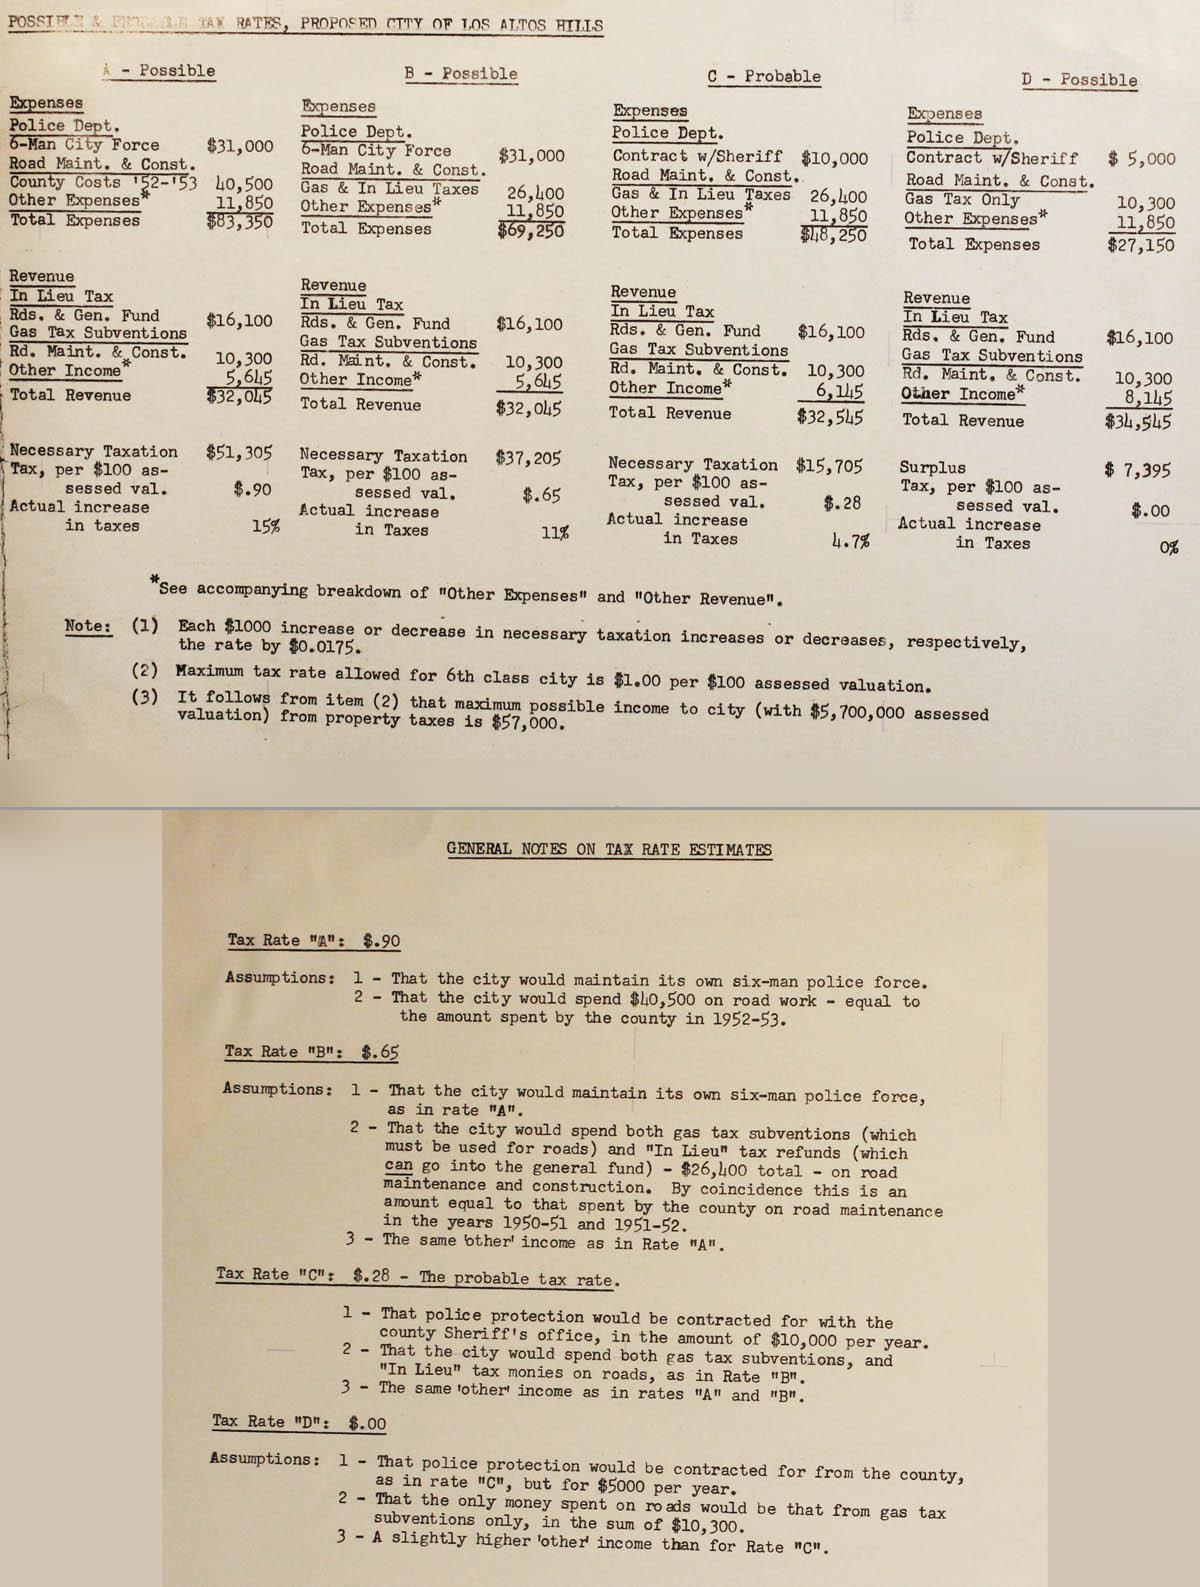 POSSIBLE & PROBABLE TAX RATES, PROPOSED CITY OF LOS ALTOS HILLS
A - Possible
Expenses
Police Dept.
6-Man City Force $31,000
Road Maint. & Const.
County Costs '52-'53 40,500
Other Expenses* 11,850
Total Expenses $83,350
Revenue
In Lieu Tax
Rds. & Gen. Fund $16,100
Gas Tax Subventions
Rd. Maint. & Const. 10,300
Other Income* 5,645
Total Revenue $32,045
Necessary Taxation $51,305
Tax, per $100 as-
sessed val. $.90
Actual increase
in taxes 15%
B - Possible
Expenses
Police Dept.
6-Man City Force $31,000
Road Maint. & Const.
Gas & In Lieu Taxes 26,400
Other Expenses* 11,850
Total Expenses $69,250
Revenue
In Lieu Tax
Rds. & Gen. Fund $16,100
Gas Tax Subventions
Rd. Maint. & Const. 10,300
Other Income* 5,645
Total Revenue $32,045
Necessary Taxation $37,205
Tax, per $100 as-
sessed val. $.65
Actual increase
in Taxes 11%
C - Probable
Expenses
Police Dept.
Contract w/Sheriff $10,000
Road Maint. & Const.
Gas & In Lieu Taxes 26,400
Other Expenses* 11,850
Total Expenses $48,250
Revenue
In Lieu Tax
Rds. & Gen. Fund $16,100
Gas Tax Subventions
Rd. Maint. & Const. 10,300
Other Income* 6,145
Total Revenue $32,545
Necessary Taxation $15,705
Tax, per $100 as-
sessed val. $.28
Actual increase
in Taxes 4.7%
D - Possible
Expenses
Police Dept.
Contract w/Sheriff $ 5,000
Road Maint. & Const.
Gas Tax Only 10,300
Other Expenses* 11,850
Total Expenses $27,150
Revenue
In Lieu Tax
Rds. & Gen. Fund $16,100
Gas Tax Subventions
Rd. Maint. & Const. 10,300
Other Income* 8,145
Total Revenue $34,545
Surplus $ 7,395
Tax, per $100 as-
sessed val. $.00
Actual increase
in Taxes 0%
*See accompanying breakdown of "Other Expenses" and "Other Revenue".
Note: (1) Each $1000 increase or decrease in necessary taxation increases or decreases, respectively,
the rate by $0.0175.
(2) Maximum tax rate allowed for 6th class city is $1.00 per $100 assessed valuation.
(3) It follows from item (2) that maximum possible income to city (with $5,700,000 assessed
valuation) from property taxes is $57,000.
GENERAL NOTES ON TAX RATE ESTIMATES
Tax Rate "A": $.90
Assumptions: 1 - That the city would maintain its own six-man police force.
2 - That the city would spend $40,500 on road work - equal to
the amount spent by the county in 1952-53.
Tax Rate "B": $.65
Assumptions: 1 - That the city would maintain its own six-man police force,
as in rate "A".
2 - That the city would spend both gas tax subventions (which
must be used for roads) and "In Lieu" tax refunds (which
can go into the general fund) - $26,400 total - on road
maintenance and construction. By coincidence this is an
amount equal to that spent by the county on road maintenance
in the years 1950-51 and 1951-52.
3 - The same 'other' income as in Rate "A".
Tax Rate "C": $.28 - The probable tax rate.
1 - That police protection would be contracted for with the
county Sheriff's office, in the amount of $10,000 per year.
2 - That the city would spend both gas tax subventions, and
"In Lieu" tax monies on roads, as in Rate "B".
3 - The same 'other' income as in rates "A" and "B".
Tax Rate "D": $.00
Assumptions: 1 - That police protection would be contracted for from the county,
as in rate "C", but for $5000 per year.
2 - That the only money spent on roads would be that from gas tax
subventions only, in the sum of $10,300.
3 - A slightly higher 'other' income than for Rate "C".